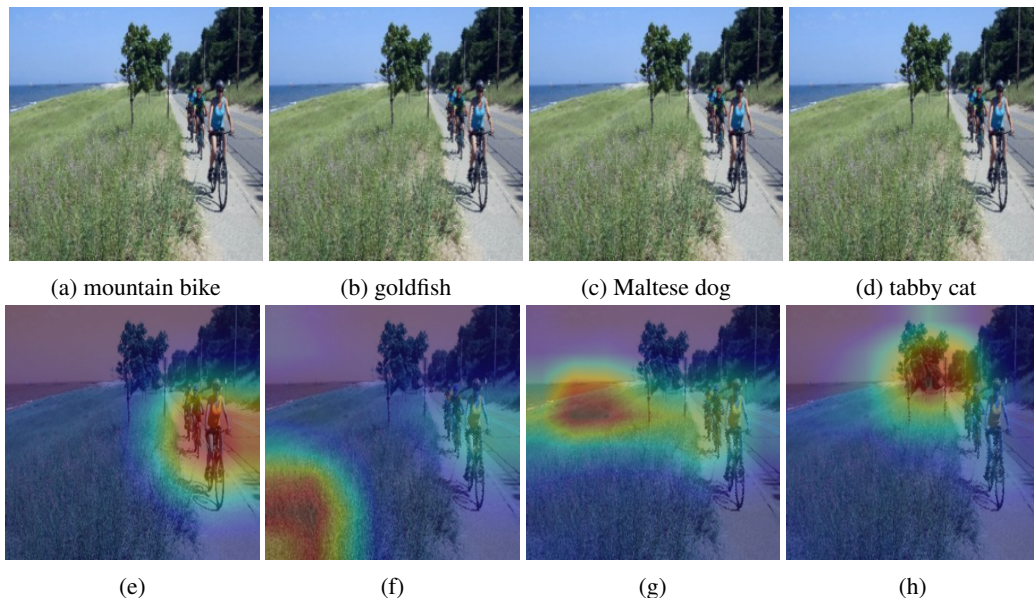 (a) mountain bike
(b) goldfish
(c) Maltese dog
(d) tabby cat
(e)
(f)
(g)
(h)